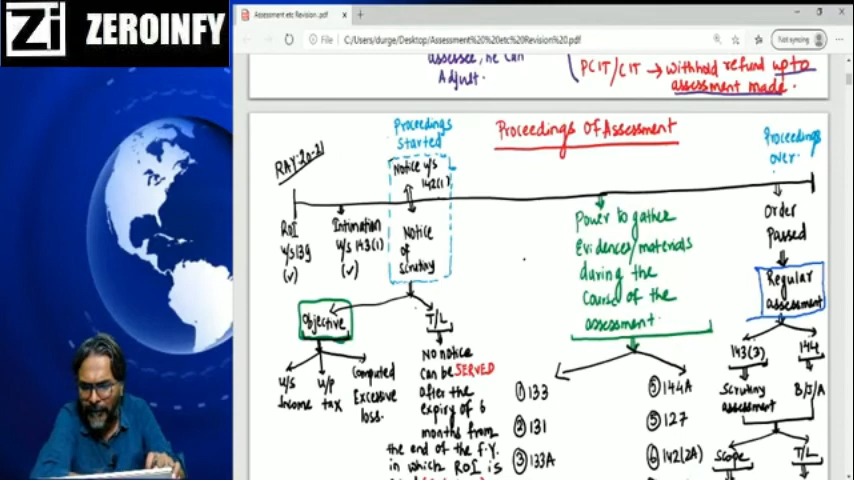 Zi ZEROINFY
Assessment etc Revision.pdf
File
C:/Users/durge/Desktop/Assessment%20%20etc%20Revision%20.pdf
Not syncing
assessee, he can
Adjust.
PCIT/CIT → withhold refund upto
assessment made.
Proceedings Of Assessment
RAY-20-21
Proceedings
Started
Notice u/s
142(1)
Notice
of
Scrutiny
ROI
u/s 139
(✓)
Intimation
u/s 143(1)
(✓)
Objective
u/s
Income
u/p
tax
Computed
Excessive
loss.
T/L
No notice
can be SERVED
after the
expiry of 6
months from
the end of the F.Y.
in which ROI is
Power to gather
Evidences/materials
during the
Course of the
assessment.
① 133
② 131
③ 133A
⑤ 144A
⑤ 127
⑥ 142(2A)
Proceedings
over.
Order
Passed
Regular
assessment
143(3)
Scrutiny
assessment
144
B/J/A
Scope
T/L